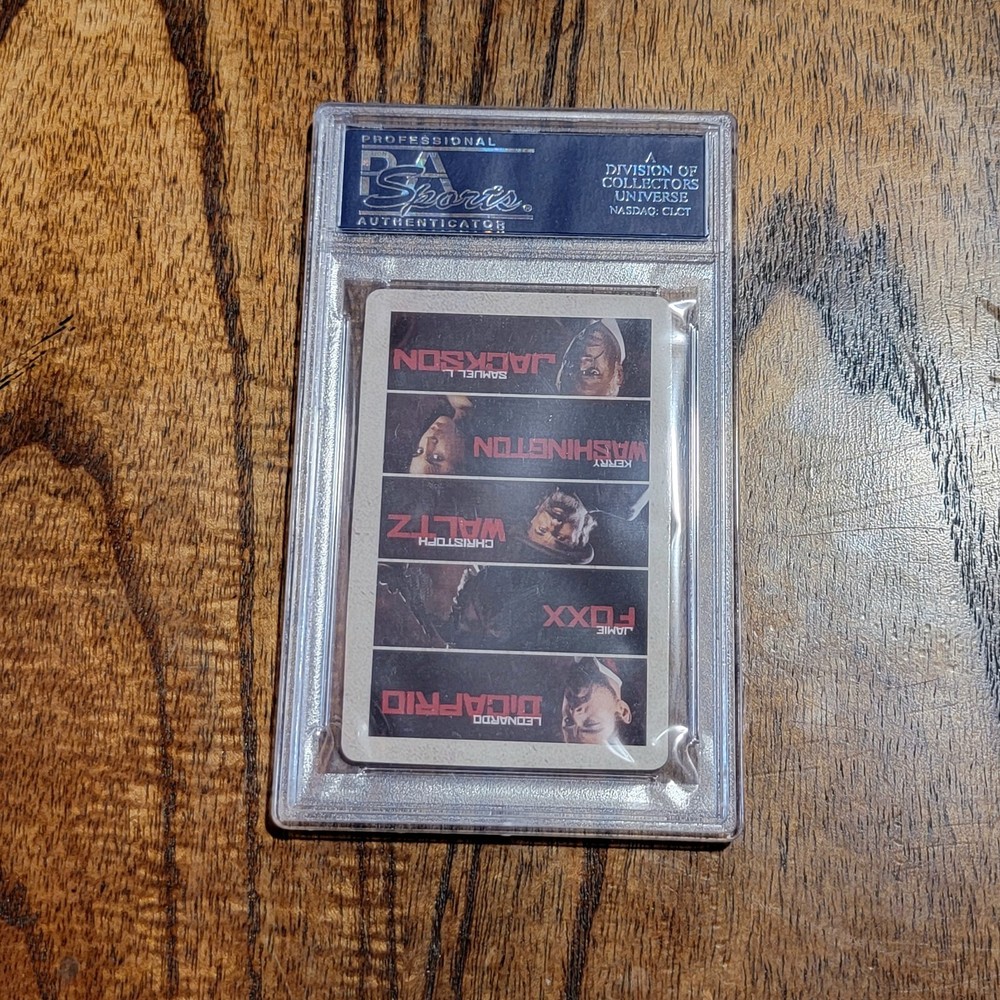 PROFESSIONAL
PSA
Sports.
AUTHENTICATOR
A
DIVISION OF
COLLECTORS
UNIVERSE
NASDAQ: CLCT
SAMUEL L.
JACKSON
KERRY
WASHINGTON
CHRISTOPH
WALTZ
JAMIE
FOXX
LEONARDO
DiCAPRIO